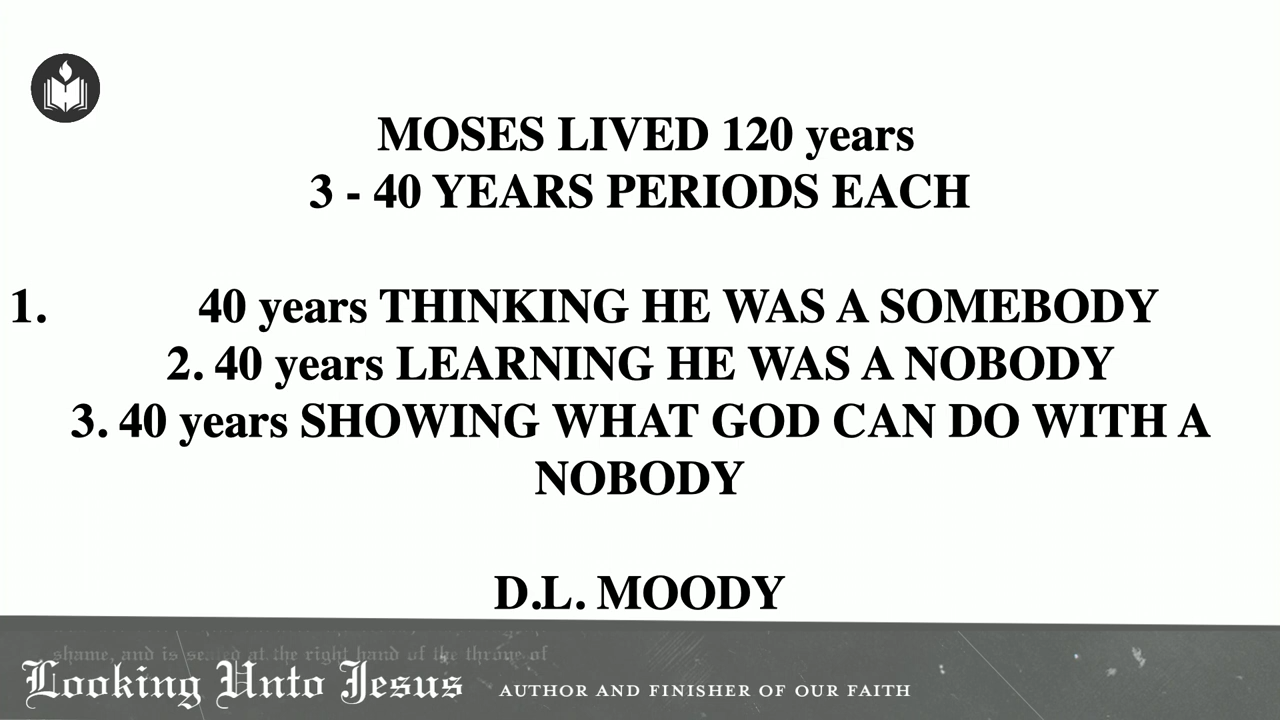 MOSES LIVED 120 years
3 - 40 YEARS PERIODS EACH
1. 40 years THINKING HE WAS A SOMEBODY
2. 40 years LEARNING HE WAS A NOBODY
3. 40 years SHOWING WHAT GOD CAN DO WITH A
NOBODY
D.L. MOODY
shame, and is seated at the right hand of the throne of
Looking Unto Jesus
AUTHOR AND FINISHER OF OUR FAITH